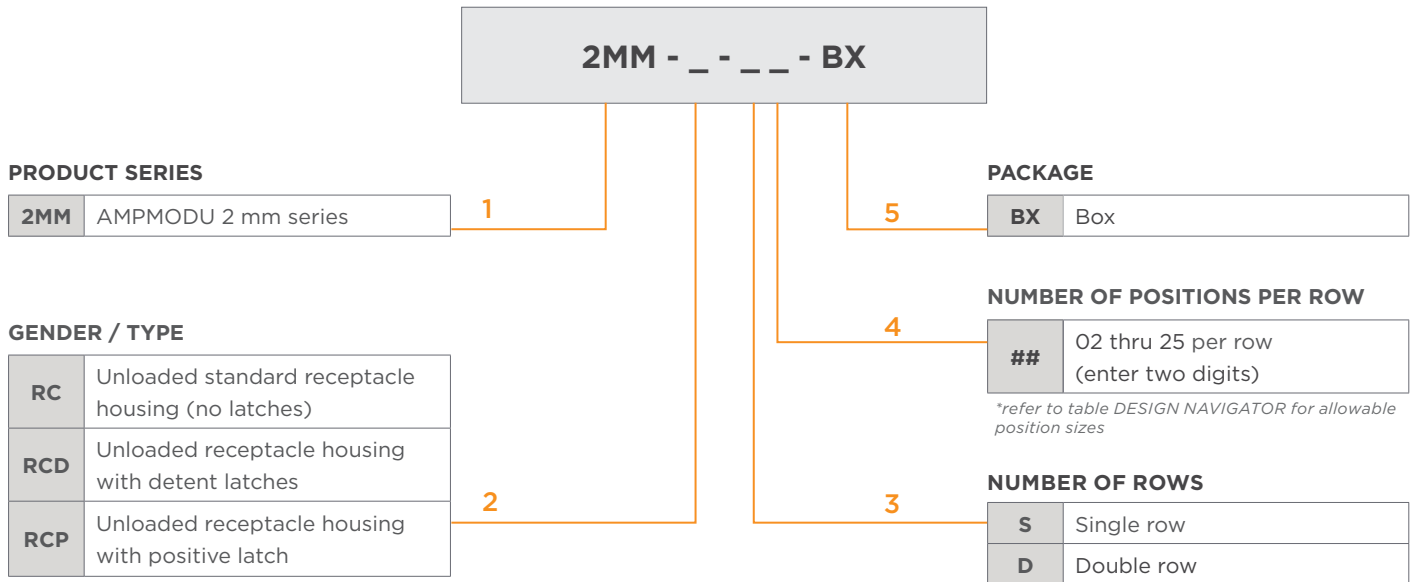 2MM - _ - _ _ - BX
PRODUCT SERIES
2MM AMPMODU 2 mm series
1
GENDER / TYPE
RC Unloaded standard receptacle
housing (no latches)
RCD Unloaded receptacle housing
with detent latches
RCP Unloaded receptacle housing
with positive latch
2
PACKAGE
5
BX Box
NUMBER OF POSITIONS PER ROW
4
## 02 thru 25 per row
(enter two digits)
*refer to table DESIGN NAVIGATOR for allowable
position sizes
NUMBER OF ROWS
3
S Single row
D Double row